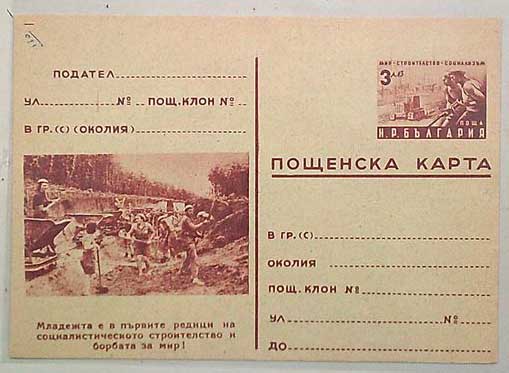 ПОДАТЕЛ
УЛ. № ПОЩ. КЛОН №
В ГР. (С) (ОКОЛИЯ)
Младежта е в първите редици на
социалистическото строителство и
борбата за мир!
МИР – СТРОИТЕЛСТВО – СОЦИАЛИЗЪМ
3 ЛВ
ПОЩА
Н.Р. БЪЛГАРИЯ
ПОЩЕНСКА КАРТА
В ГР. (С)
ОКОЛИЯ
ПОЩ. КЛОН №
УЛ №
ДО